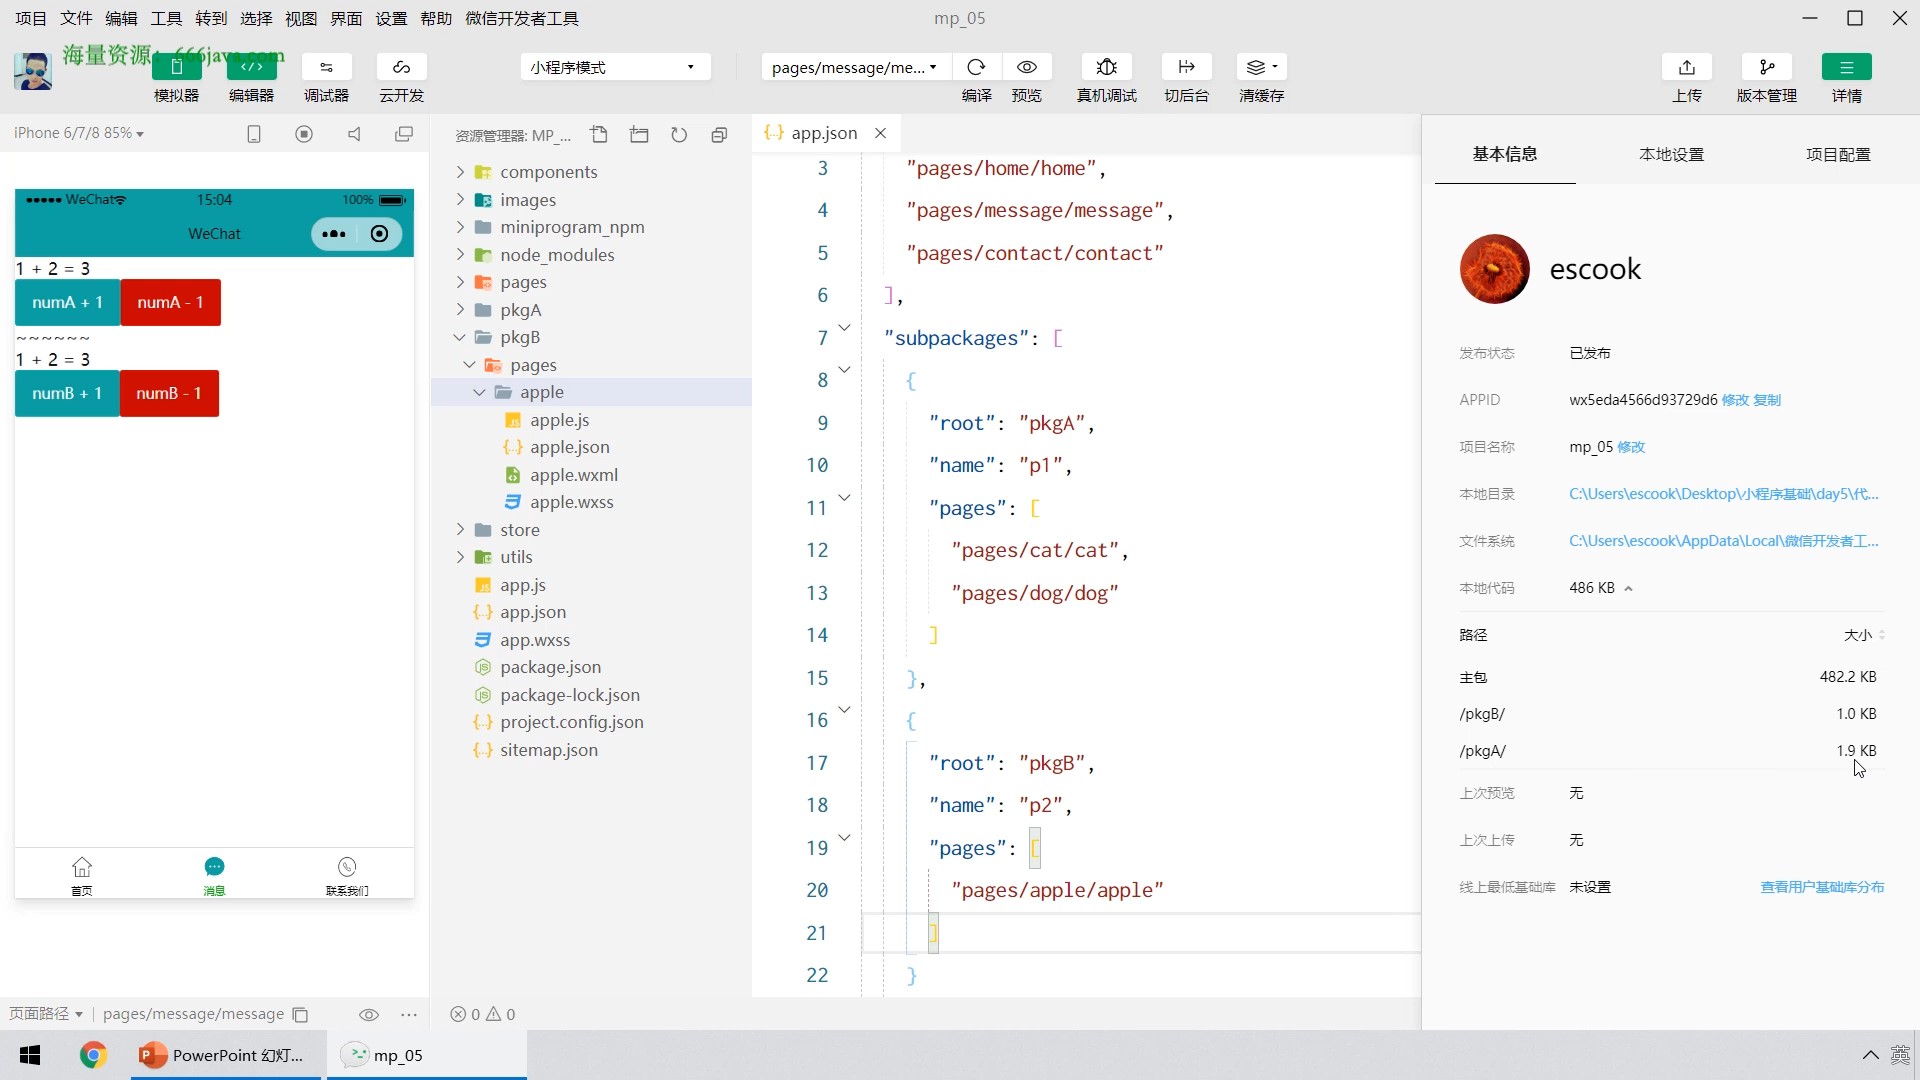 项目 文件 编辑 工具 转到 选择 视图 界面 设置 帮助 微信开发者工具
mp_05
海量资源：666java.com
模拟器 编辑器 调试器 云开发
小程序模式
pages/message/me...
编译 预览 真机调试 切后台 清缓存
上传 版本管理 详情
iPhone 6/7/8 85%
WeChat 15:04 100%
WeChat
1 + 2 = 3
numA + 1 numA - 1
~~~~~~
1 + 2 = 3
numB + 1 numB - 1
首页 消息 联系我们
页面路径 pages/message/message
资源管理器: MP_...
components
images
miniprogram_npm
node_modules
pages
pkgA
pkgB
pages
apple
apple.js
apple.json
apple.wxml
apple.wxss
store
utils
app.js
app.json
app.wxss
package.json
package-lock.json
project.config.json
sitemap.json
0 0
app.json
3 "pages/home/home",
4 "pages/message/message",
5 "pages/contact/contact"
6 ],
7 "subpackages": [
8 {
9 "root": "pkgA",
10 "name": "p1",
11 "pages": [
12 "pages/cat/cat",
13 "pages/dog/dog"
14 ]
15 },
16 {
17 "root": "pkgB",
18 "name": "p2",
19 "pages": [
20 "pages/apple/apple"
21 ]
22 }
基本信息 本地设置 项目配置
escook
发布状态 已发布
APPID wx5eda4566d93729d6 修改 复制
项目名称 mp_05 修改
本地目录 C:\Users\escook\Desktop\小程序基础\day5\代...
文件系统 C:\Users\escook\AppData\Local\微信开发者工...
本地代码 486 KB
路径 大小
主包 482.2 KB
/pkgB/ 1.0 KB
/pkgA/ 1.9 KB
上次预览 无
上次上传 无
线上最低基础库 未设置 查看用户基础库分布
PowerPoint 幻灯...
mp_05
英